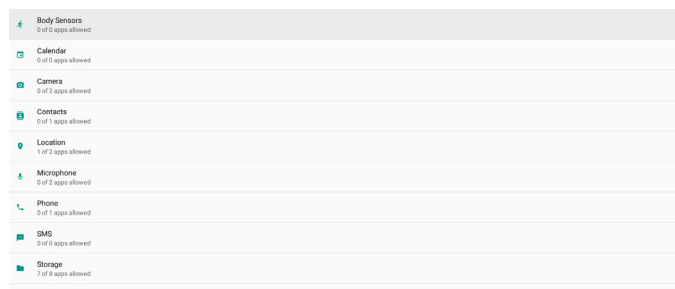 Body Sensors
0 of 0 apps allowed
Calendar
0 of 0 apps allowed
Camera
0 of 2 apps allowed
Contacts
0 of 1 apps allowed
Location
1 of 2 apps allowed
Microphone
0 of 2 apps allowed
Phone
0 of 1 apps allowed
SMS
0 of 0 apps allowed
Storage
7 of 8 apps allowed